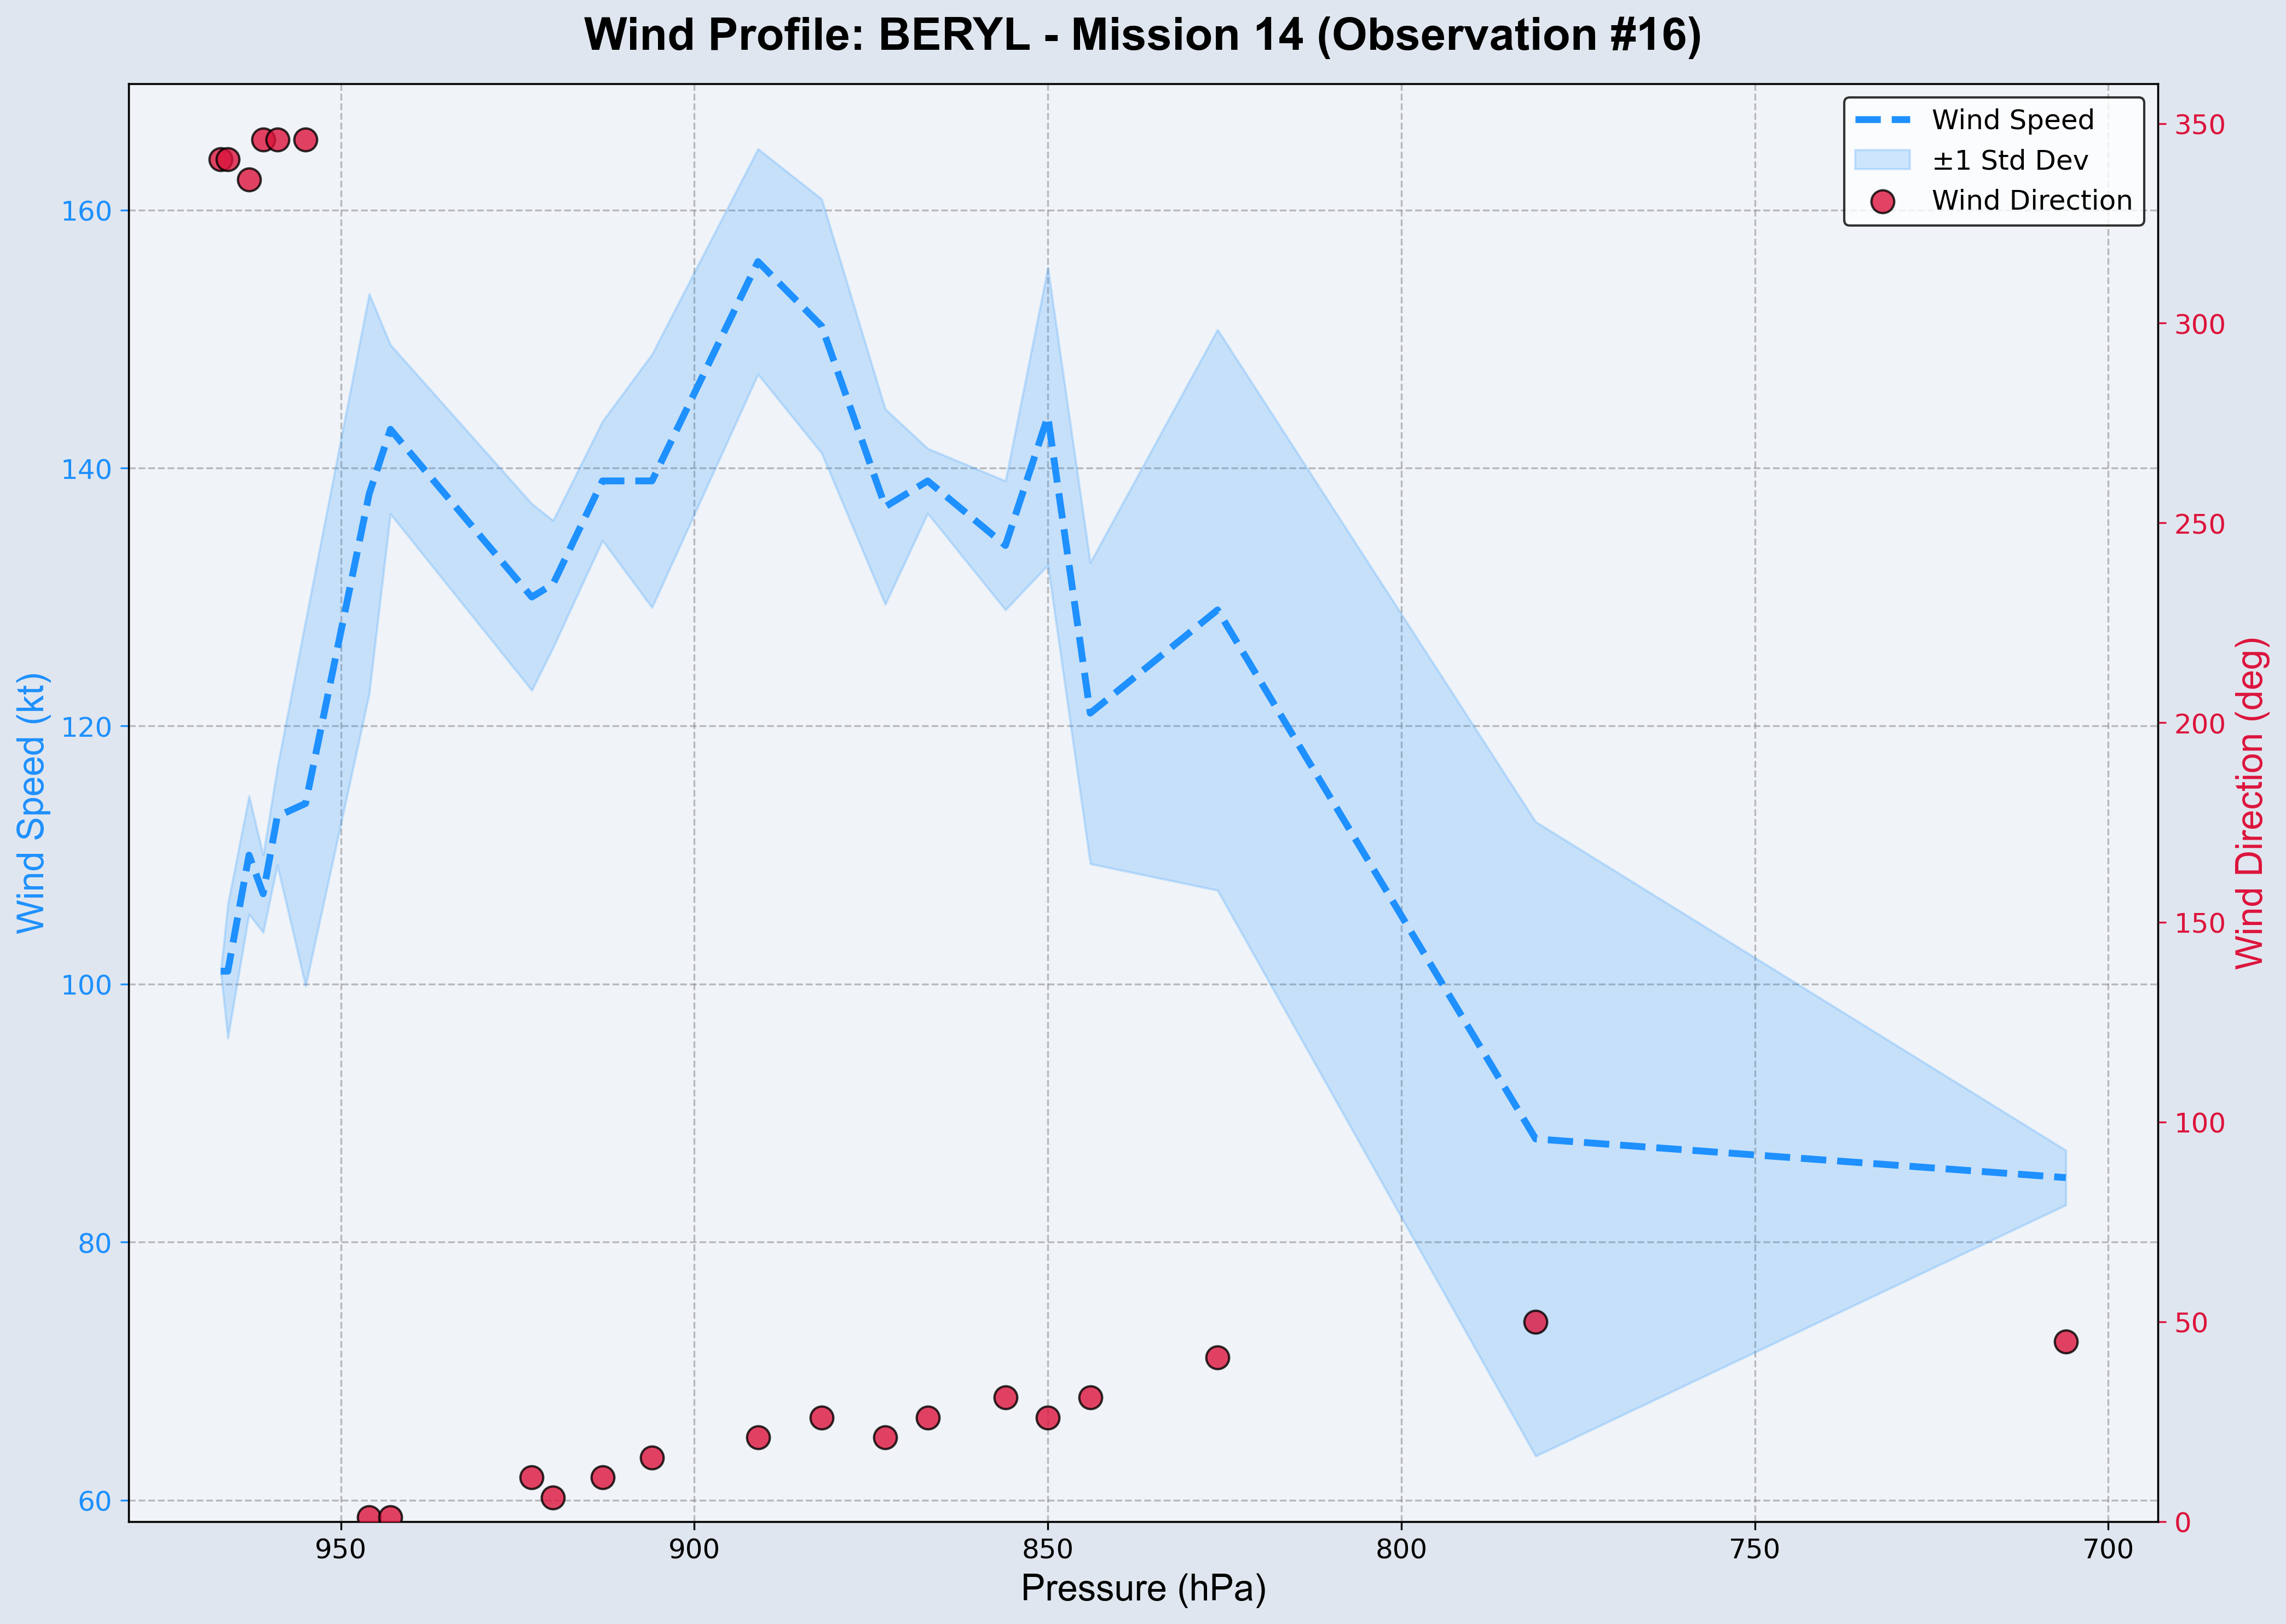 Wind Profile: BERYL - Mission 14 (Observation #16)
Wind Speed
±1 Std Dev
Wind Direction
Wind Speed (kt)
160
140
120
100
80
60
350
300
250
200
150
100
50
0
Wind Direction (deg)
950
900
850
800
750
700
Pressure (hPa)